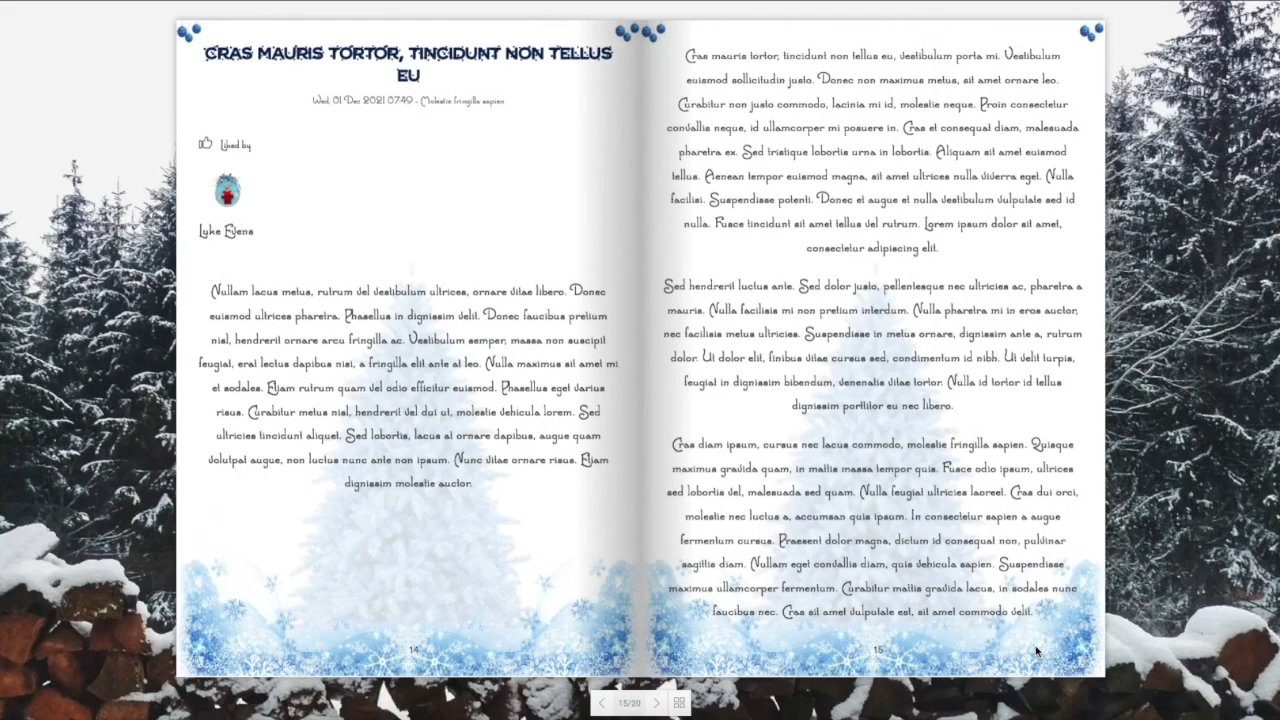 CRAS MAURIS TORTOR, TINCIDUNT NON TELLUS
EU
Wed, 01 Dec 2021 07:49 - Molestie fringilla sapien
Liked by
Luke Evens
Nullam lacus metus, rutrum vel vestibulum ultrices, ornare vitae libero. Donec
euismod ultrices pharetra. Phasellus in dignissim velit. Donec faucibus pretium
nisl, hendrerit ornare arcu fringilla ac. Vestibulum semper, massa non suscipit
feugiat, erat lectus dapibus nisi, a fringilla elit ante at leo. Nulla maximus sit amet mi
et sodales. Etiam rutrum quam vel odio efficitur euismod. Phasellus eget varius
risus. Curabitur metus nisl, hendrerit vel dui ut, molestie vehicula lorem. Sed
ultricies tincidunt aliquet. Sed lobortis, lacus at ornare dapibus, augue quam
volutpat augue, non luctus nunc ante non ipsum. Nunc vitae ornare risus. Etiam
dignissim molestie auctor.
14
Cras mauris tortor, tincidunt non tellus eu, vestibulum porta mi. Vestibulum
euismod sollicitudin justo. Donec non maximus metus, sit amet ornare leo.
Curabitur non justo commodo, lacinia mi id, molestie neque. Proin consectetur
convallis neque, id ullamcorper mi posuere in. Cras et consequat diam, malesuada
pharetra ex. Sed tristique lobortis urna in lobortis. Aliquam sit amet euismod
tellus. Aenean tempor euismod magna, sit amet ultrices nulla viverra eget. Nulla
facilisi. Suspendisse potenti. Donec et augue et nulla vestibulum vulputate sed id
nulla. Fusce tincidunt sit amet tellus vel rutrum. Lorem ipsum dolor sit amet,
consectetur adipiscing elit.
Sed hendrerit luctus ante. Sed dolor justo, pellentesque nec ultricies ac, pharetra a
mauris. Nulla facilisis mi non pretium interdum. Nulla pharetra mi in eros auctor,
nec facilisis metus ultricies. Suspendisse in metus ornare, dignissim ante a, rutrum
dolor. Ut dolor elit, finibus vitae cursus sed, condimentum id nibh. Ut velit turpis,
feugiat in dignissim bibendum, venenatis vitae tortor. Nulla id tortor id tellus
dignissim porttitor eu nec libero.
Cras diam ipsum, cursus nec lacus commodo, molestie fringilla sapien. Quisque
maximus gravida quam, in mattis massa tempor quis. Fusce odio ipsum, ultrices
sed lobortis vel, malesuada sed quam. Nulla feugiat ultricies laoreet. Cras dui orci,
molestie nec luctus a, accumsan quis ipsum. In consectetur sapien a augue
fermentum cursus. Praesent dolor magna, dictum id consequat non, pulvinar
sagittis diam. Nullam eget convallis diam, quis vehicula sapien. Suspendisse
maximus ullamcorper fermentum. Curabitur mattis gravida lacus, in sodales nunc
faucibus nec. Cras sit amet vulputate est, sit amet commodo velit.
15
15/20